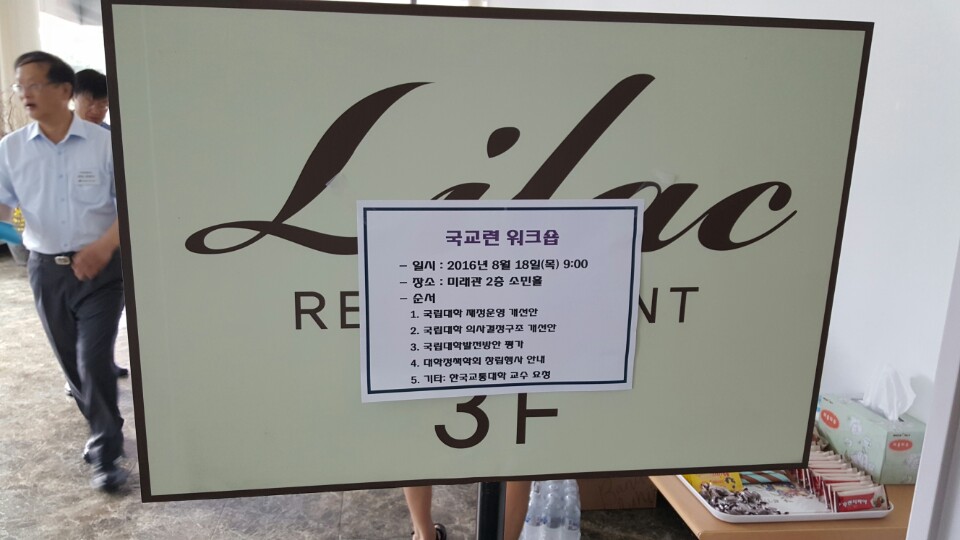 Lilac
국교련 워크숍
- 일시 : 2016년 8월 18일(목) 9:00
- 장소 : 미래관 2층 소민홀
- 순서
1. 국립대학 재정운영 개선안
2. 국립대학 의사결정구조 개선안
3. 국립대학발전방안 평가
4. 대학정책학회 창립행사 안내
5. 기타: 한국교통대학 교수 요청
RE NT
3F